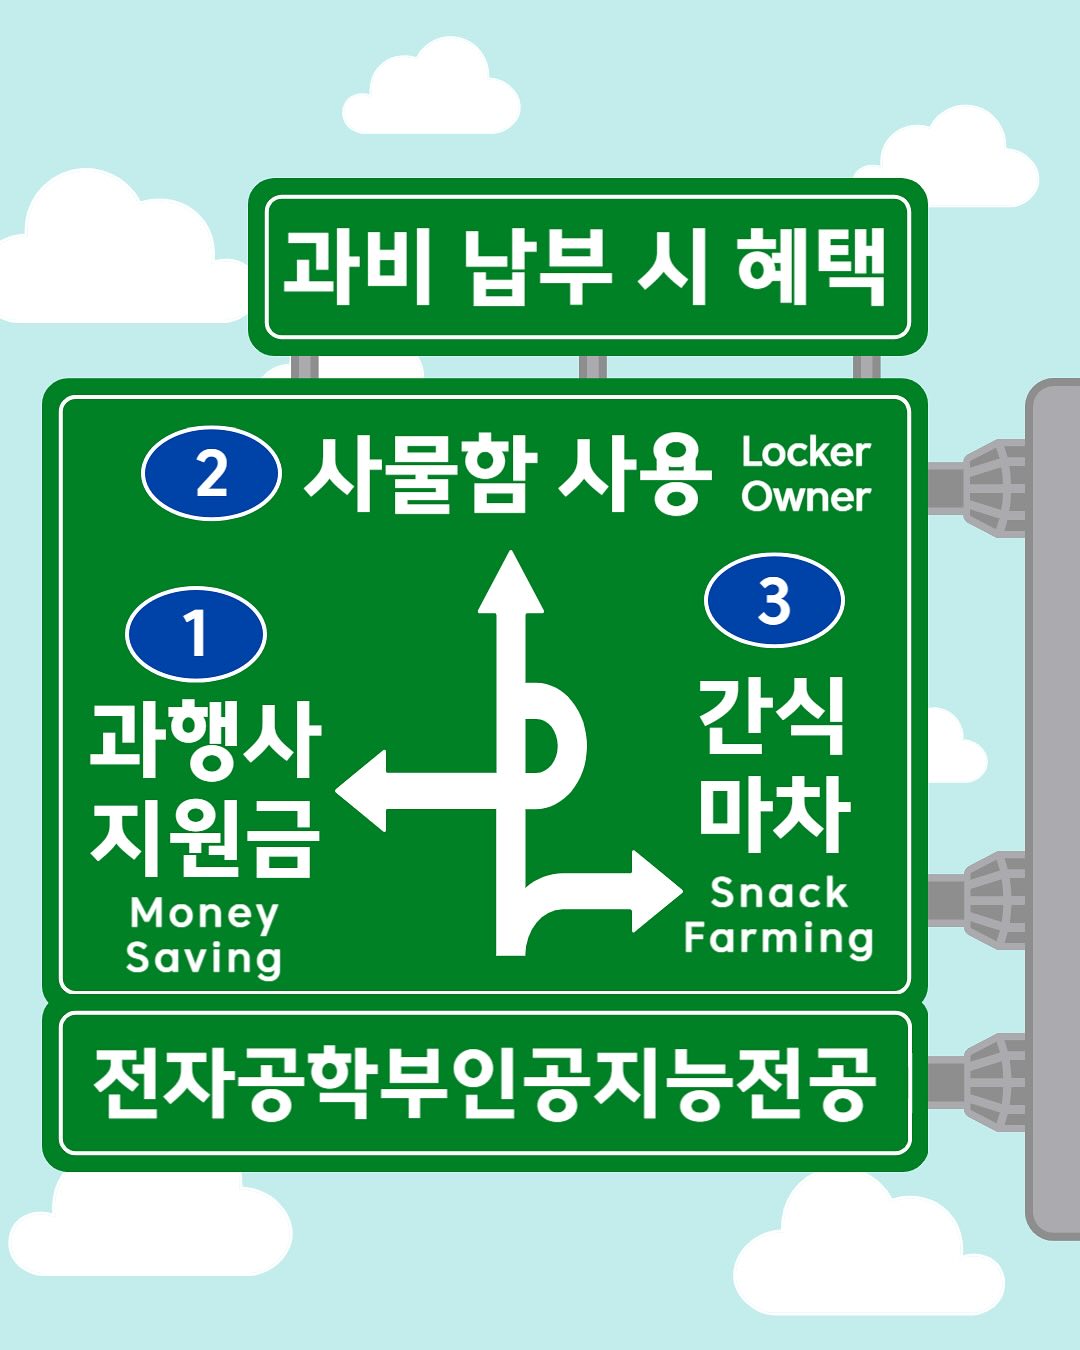 과비 납부 시 혜택
2 사물함 사용 Locker
Owner
1
과행사
지원금
Money
Saving
3
간식
마차
Snack
Farming
전자공학부인공지능전공